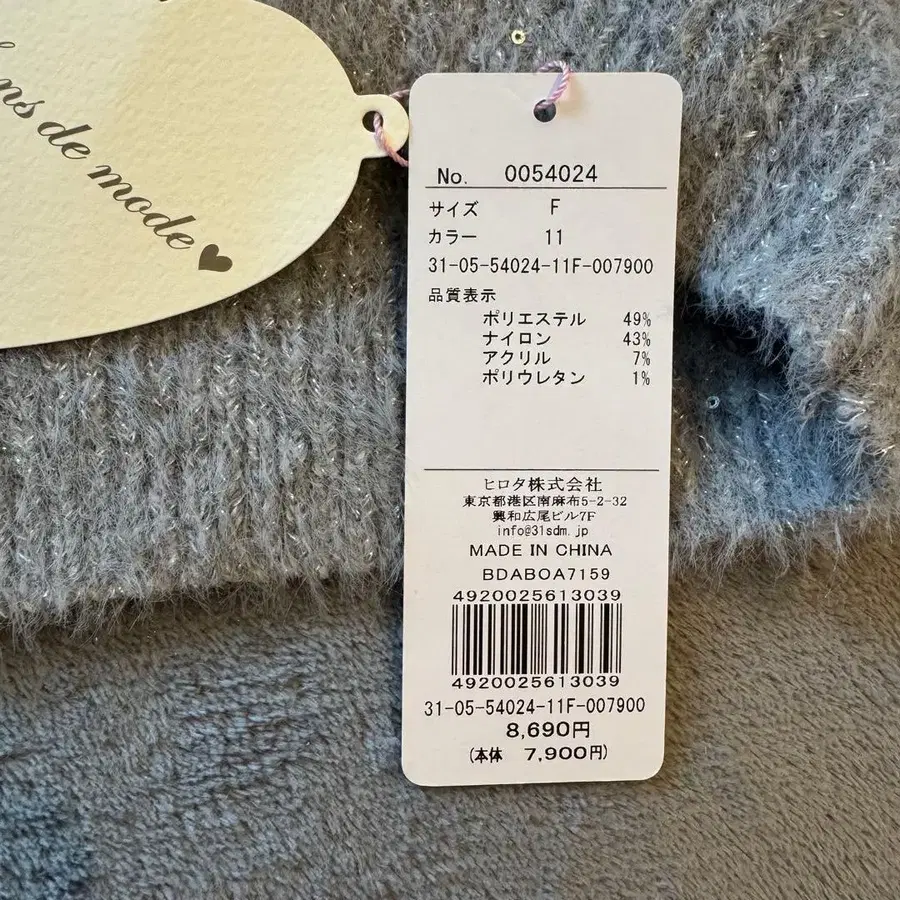 de mode♥
No. 0054024
サイズ F
カラー 11
31-05-54024-11F-007900
品質表示
ポリエステル 49%
ナイロン 43%
アクリル 7%
ポリウレタン 1%
ヒロタ株式会社
東京都港区南麻布5-2-32
興和広尾ビル7F
info@31sdm.jp
MADE IN CHINA
BDABOA7159
4920025613039
4920025613039
31-05-54024-11F-007900
8,690円
(本体 7,900円)